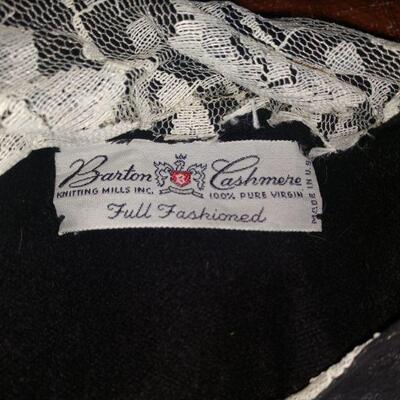 Barton B Cashmere
KNITTING MILLS INC. 100% PURE VIRGIN
Full Fashioned
MADE IN U.S.